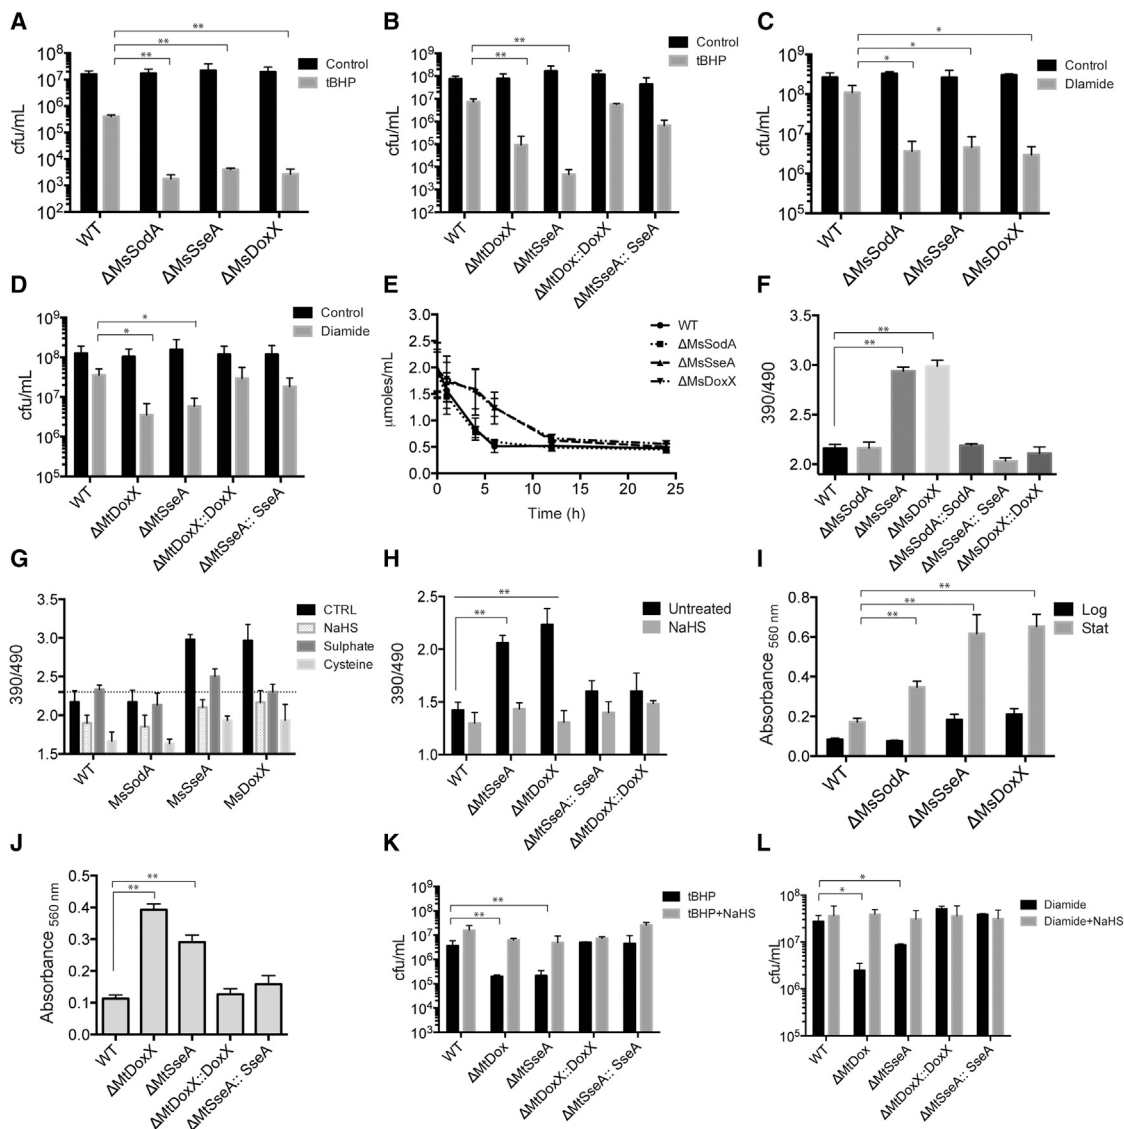 A
**
**
**
Control
tBHP
cfu/mL
10^8
10^7
10^6
10^5
10^4
10^3
10^2
WT
ΔMsSodA
ΔMsSseA
ΔMsDoxX
B
**
**
Control
tBHP
cfu/mL
10^9
10^8
10^7
10^6
10^5
10^4
10^3
10^2
WT
ΔMtDoxX
ΔMtSseA
ΔMtDox::DoxX
ΔMtSseA:: SseA
C
*
*
*
Control
DIamide
cfu/mL
10^9
10^8
10^7
10^6
10^5
WT
ΔMsSodA
ΔMsSseA
ΔMsDoxX
D
*
*
Control
Diamide
cfu/mL
10^9
10^8
10^7
10^6
10^5
WT
ΔMtDoxX
ΔMtSseA
ΔMtDoxX::DoxX
ΔMtSseA:: SseA
E
μmoles/mL
3.0
2.5
2.0
1.5
1.0
0.5
0.0
0 5 10 15 20 25
Time (h)
WT
ΔMsSodA
ΔMsSseA
ΔMsDoxX
F
**
**
390/490
3.5
3.0
2.5
2.0
WT
ΔMsSodA
ΔMsSseA
ΔMsDoxX
ΔMsSodA::SodA
ΔMsSseA:: SseA
ΔMsDoxX::DoxX
G
390/490
3.5
3.0
2.5
2.0
1.5
CTRL
NaHS
Sulphate
Cysteine
WT
MsSodA
MsSseA
MsDoxX
H
**
**
Untreated
NaHS
390/490
2.5
2.0
1.5
1.0
WT
ΔMtSseA
ΔMtDoxX
ΔMtSseA:: SseA
ΔMtDoxX::DoxX
I
**
**
**
Log
Stat
Absorbance 560 nm
0.8
0.6
0.4
0.2
0.0
WT
ΔMsSodA
ΔMsSseA
ΔMsDoxX
J
**
**
Absorbance 560 nm
0.5
0.4
0.3
0.2
0.1
0.0
WT
ΔMtDoxX
ΔMtSseA
ΔMtDoxX::DoxX
ΔMtSseA:: SseA
K
**
**
tBHP
tBHP+NaHS
cfu/mL
10^9
10^8
10^7
10^6
10^5
10^4
10^3
WT
ΔMtDox
ΔMtSseA
ΔMtDoxX::DoxX
ΔMtSseA:: SseA
L
*
*
Diamide
Diamide+NaHS
cfu/mL
10^8
10^7
10^6
10^5
WT
ΔMtDox
ΔMtSseA
ΔMtDoxX::DoxX
ΔMtSseA:: SseA